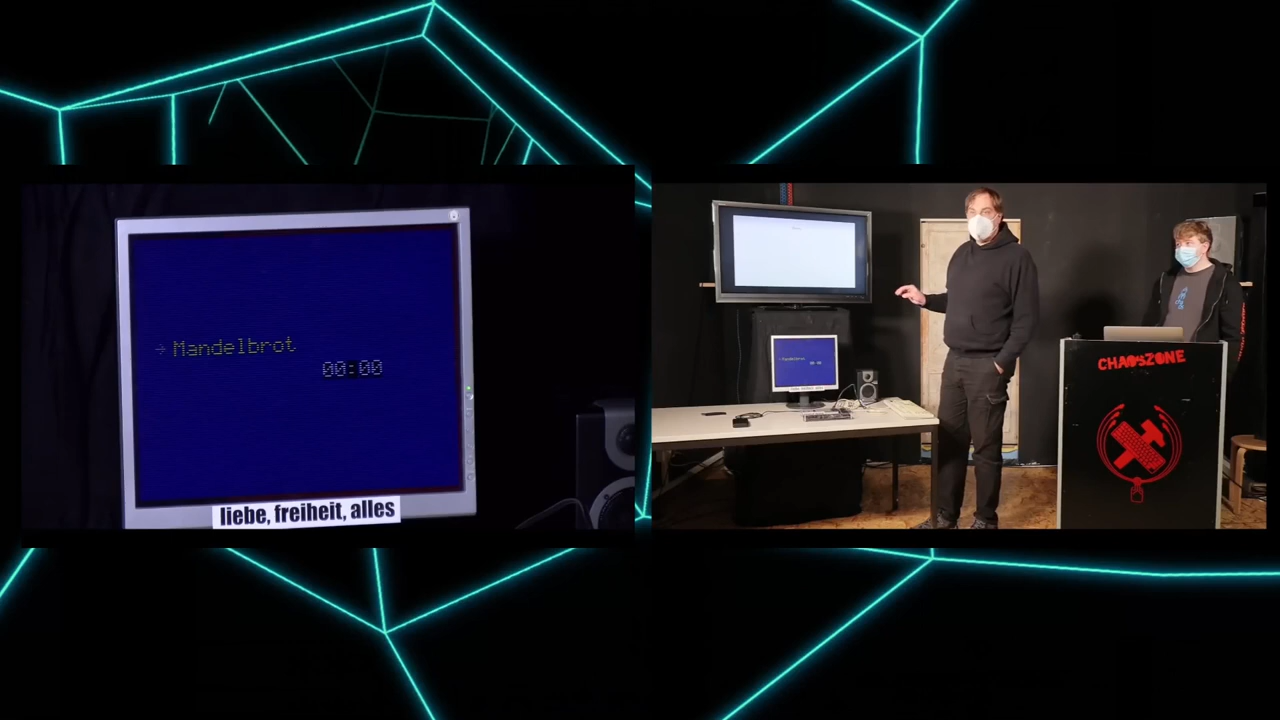 → Mandelbrot
00:00
liebe, freiheit, alles
CHAOSZONE